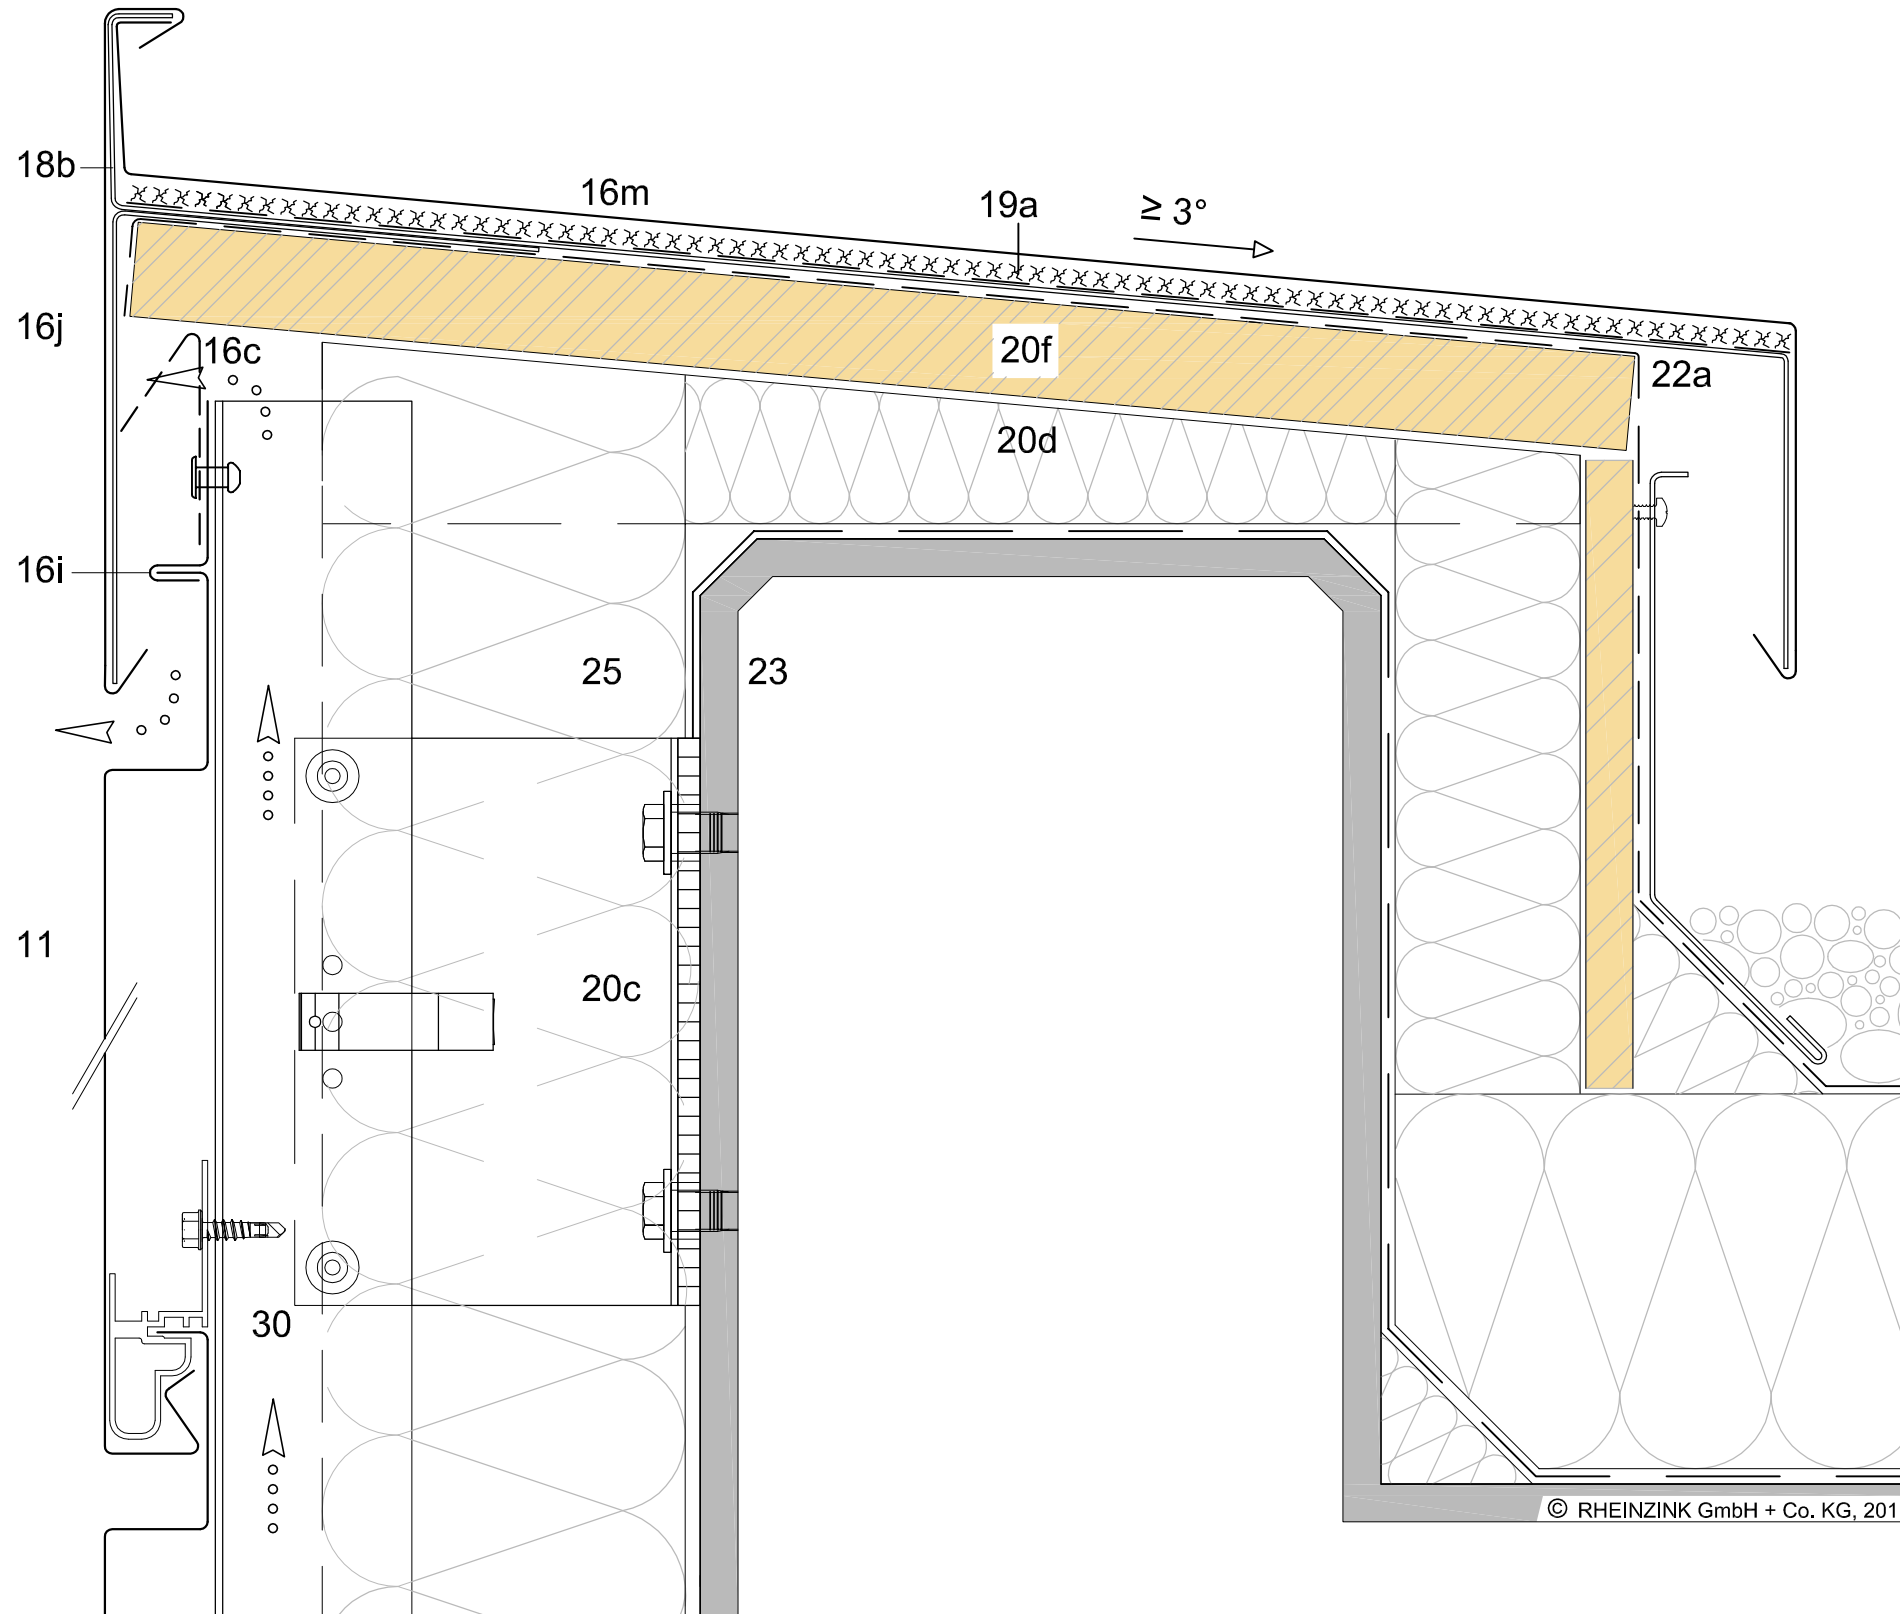 18b
16m
19a
≥ 3°
16j
16c
20f
22a
20d
16i
25
23
11
20c
30
© RHEINZINK GmbH + Co. KG, 201